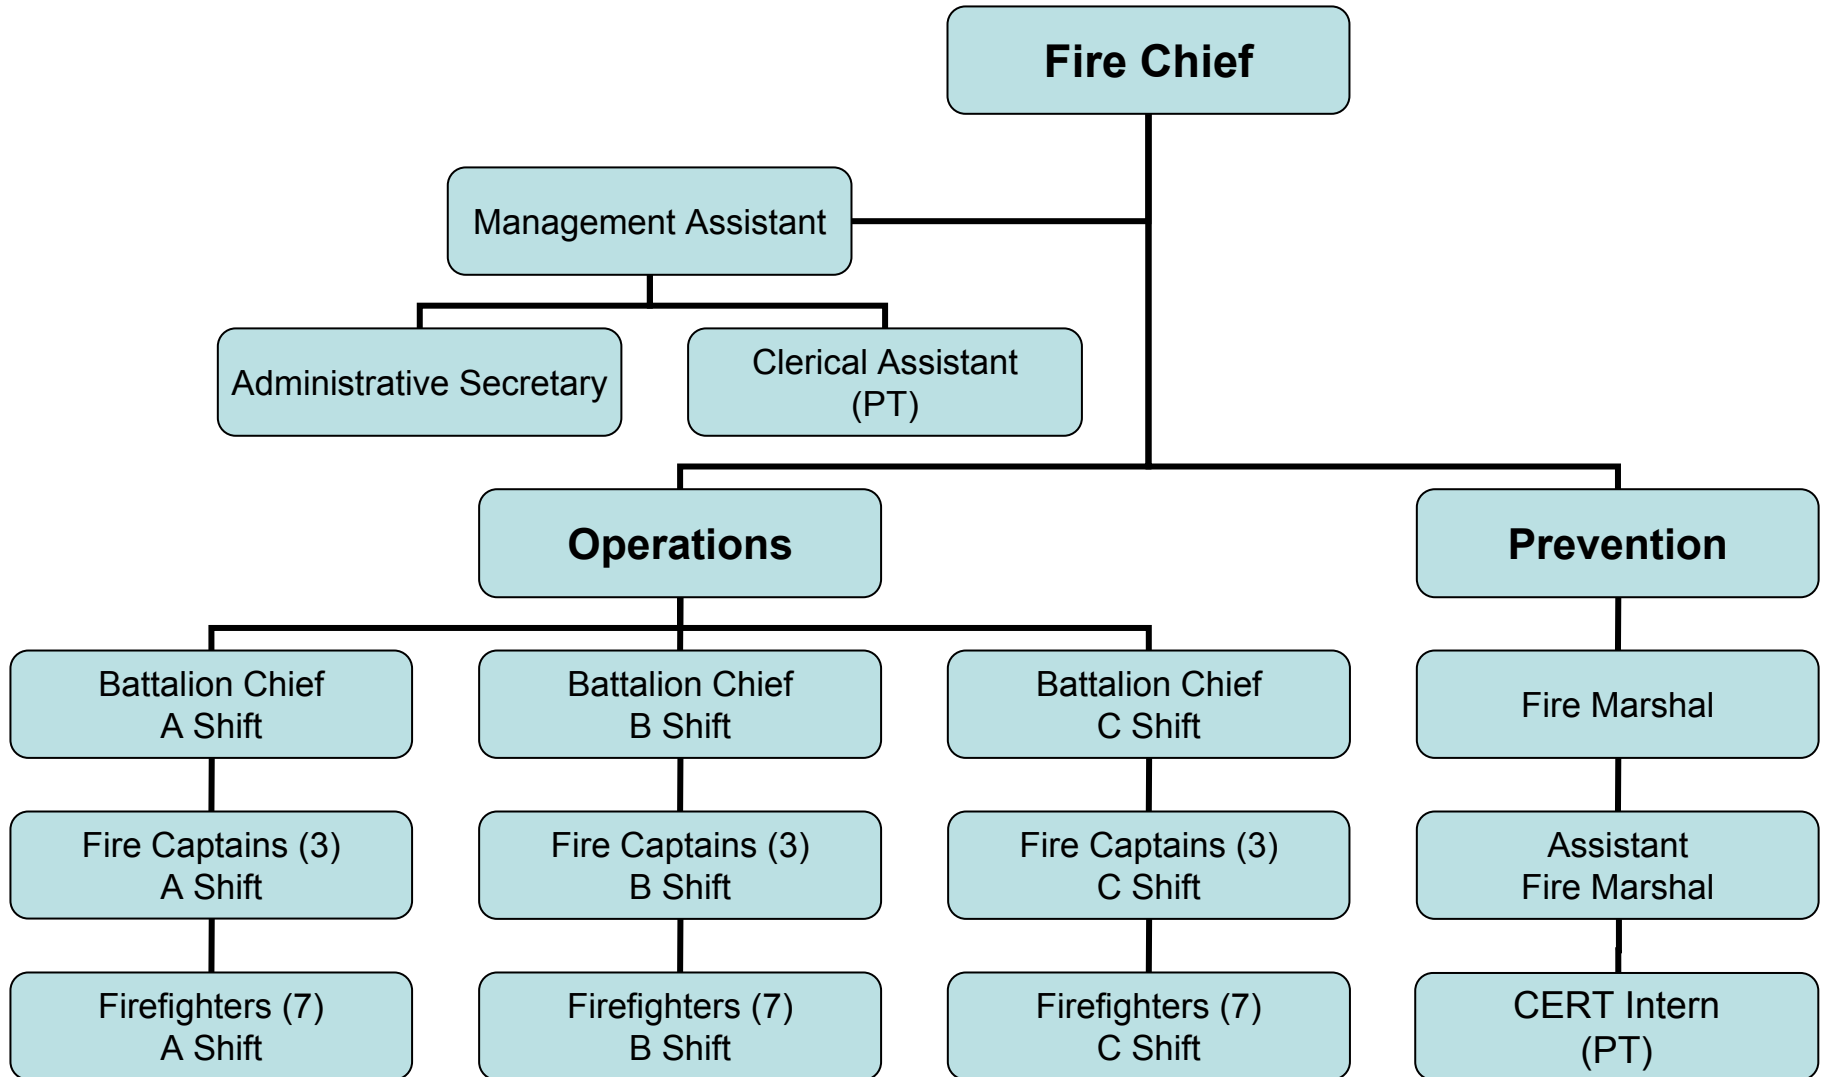 Fire Chief
Management Assistant
Administrative Secretary
Clerical Assistant
(PT)
Operations
Prevention
Battalion Chief
A Shift
Battalion Chief
B Shift
Battalion Chief
C Shift
Fire Marshal
Fire Captains (3)
A Shift
Fire Captains (3)
B Shift
Fire Captains (3)
C Shift
Assistant
Fire Marshal
Firefighters (7)
A Shift
Firefighters (7)
B Shift
Firefighters (7)
C Shift
CERT Intern
(PT)